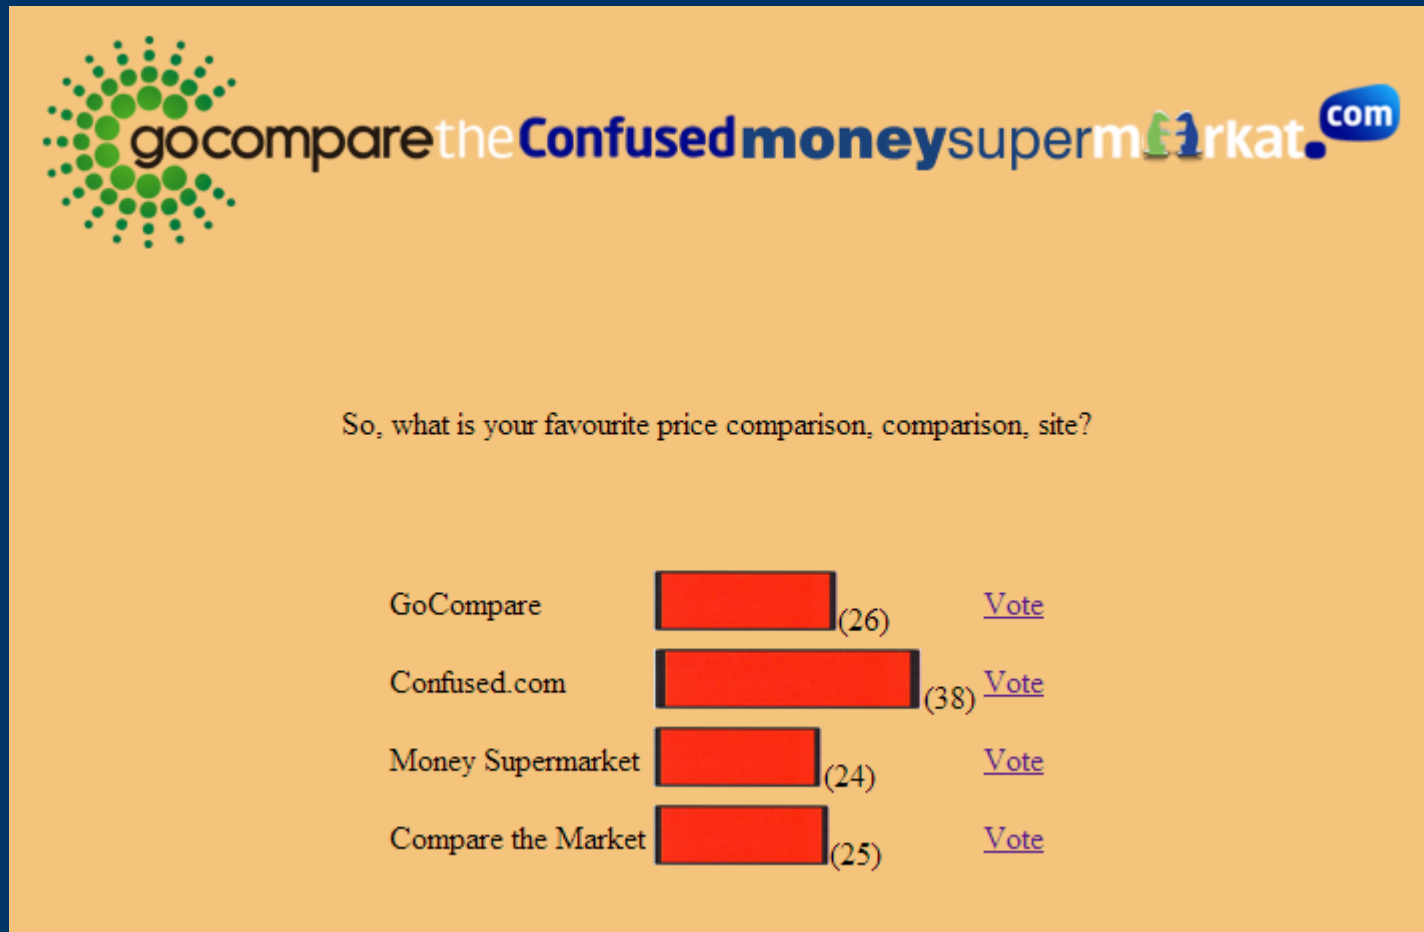 gocomparetheConfusedmoneysupermeerkat.com
So, what is your favourite price comparison, comparison, site?
GoCompare (26) Vote
Confused.com (38) Vote
Money Supermarket (24) Vote
Compare the Market (25) Vote